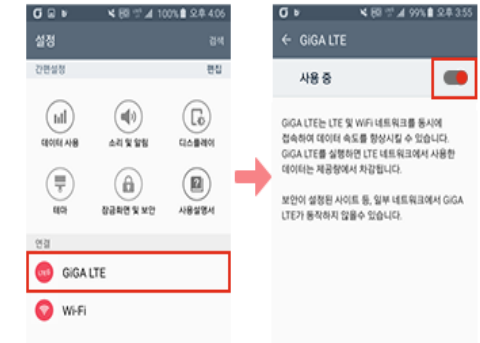 100% 오후 4:06
설정
검색
간편설정
편집
데이터 사용
소리 및 알림
디스플레이
테마
잠금화면 및 보안
사용설명서
연결
GiGA LTE
Wi-Fi
99% 오후 3:55
← GiGA LTE
사용 중
GiGA LTE는 LTE 및 WiFi 네트워크를 동시에
접속하여 데이터 속도를 향상시킬 수 있습니다.
GiGA LTE를 실행하면 LTE 네트워크에서 사용한
데이터는 제공량에서 차감됩니다.
보안이 설정된 사이트 등, 일부 네트워크에서 GiGA
LTE가 동작하지 않을수 있습니다.